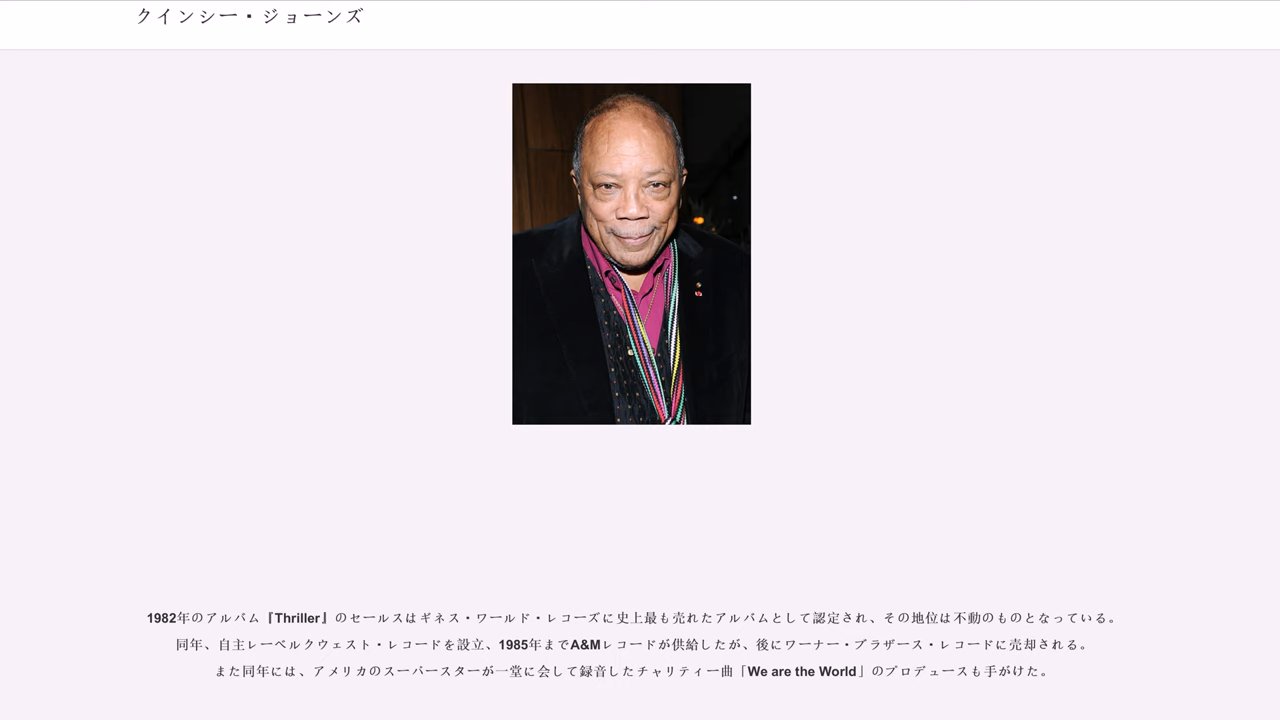 クインシー・ジョーンズ
1982年のアルバム『Thriller』のセールスはギネス・ワールド・レコーズに史上最も売れたアルバムとして認定され、その地位は不動のものとなっている。
同年、自主レーベルクウェスト・レコードを設立、1985年までA&Mレコードが供給したが、後にワーナー・ブラザース・レコードに売却される。
また同年には、アメリカのスーパースターが一堂に会して録音したチャリティー曲「We are the World」のプロデュースも手がけた。